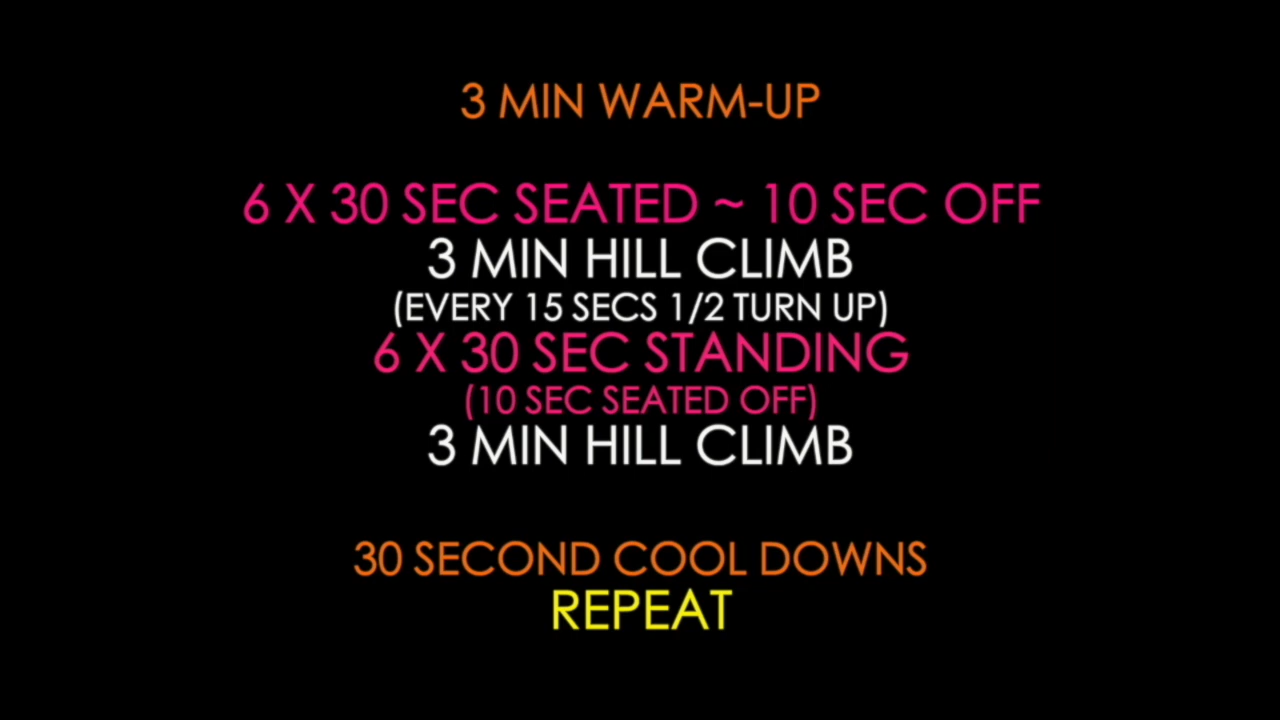 3 MIN WARM-UP
6 X 30 SEC SEATED ~ 10 SEC OFF
3 MIN HILL CLIMB
(EVERY 15 SECS 1/2 TURN UP)
6 X 30 SEC STANDING
(10 SEC SEATED OFF)
3 MIN HILL CLIMB
30 SECOND COOL DOWNS
REPEAT